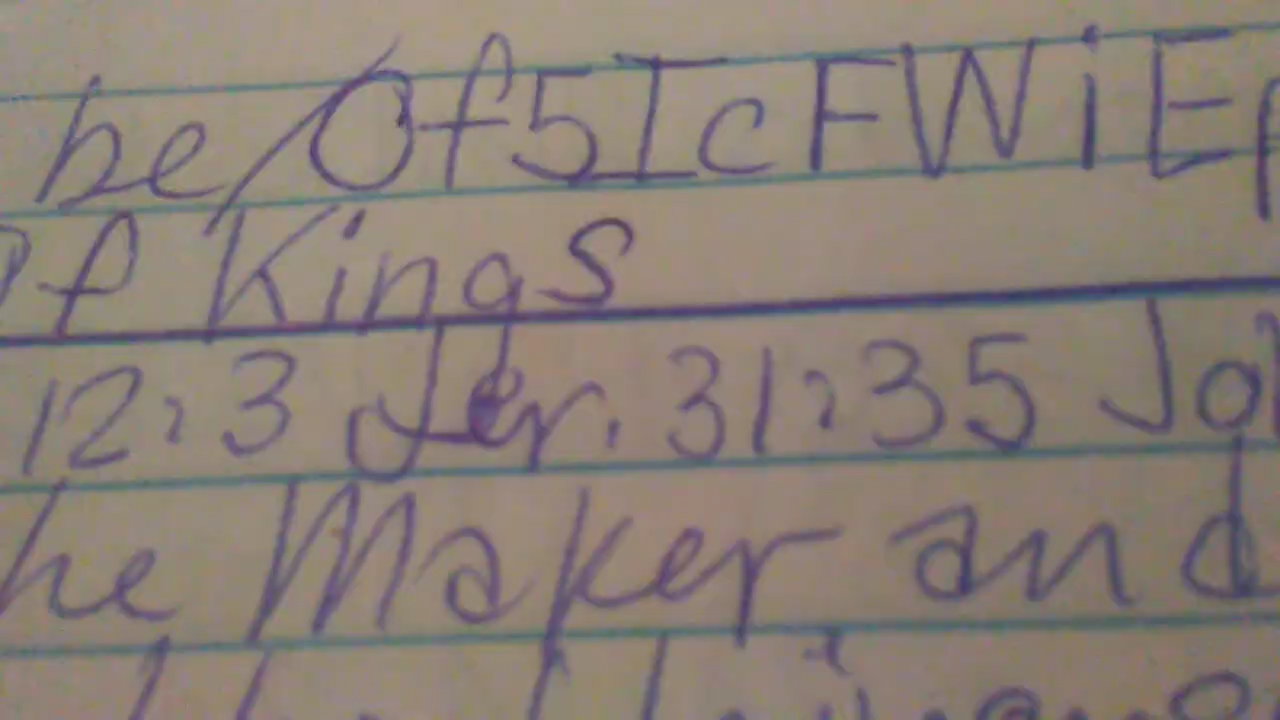 he Of5IcFWiE
Of Kings
12:3 Jer. 31:35
he Maker and